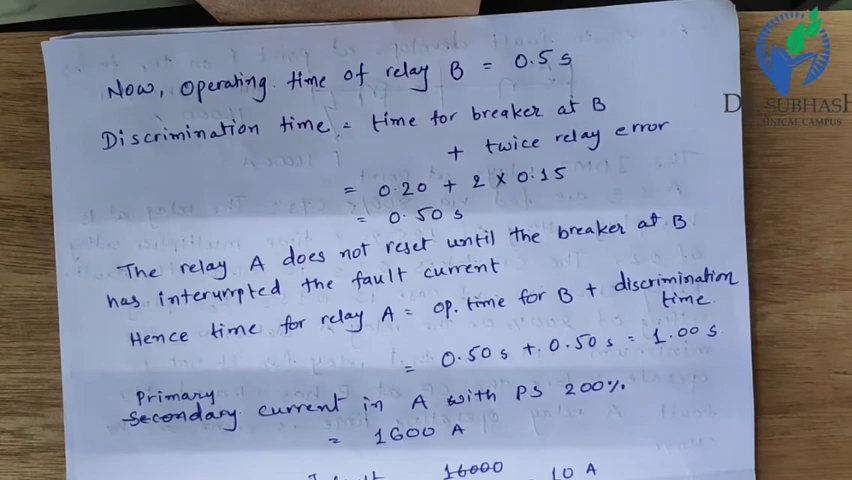 Now, operating time of relay B = 0.5 s
Discrimination time = time for breaker at B
+ twice relay error
= 0.20 + 2 x 0.15
= 0.50 s
The relay A does not reset until the breaker at B
has interrupted the fault current
Hence time for relay A = op. time for B + discrimination
time
= 0.50 s + 0.50 s = 1.00 s
Primary
Secondary current in A with PS 200%
= 1600 A
16000
10 A
SUBHASH
CAMPUS